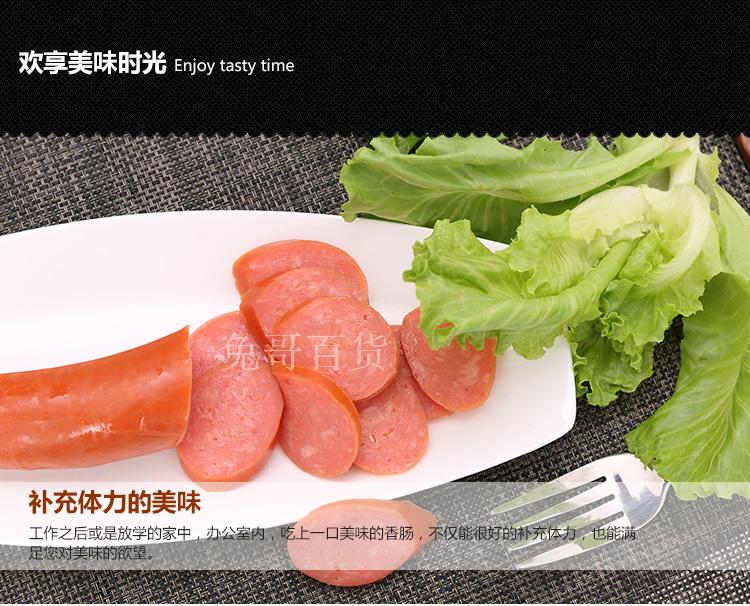 欢享美味时光 Enjoy tasty time
兔哥百货
补充体力的美味
工作之后或是放学的家中，办公室内，吃上一口美味的香肠，不仅能很好的补充体力，也能满
足您对美味的欲望。